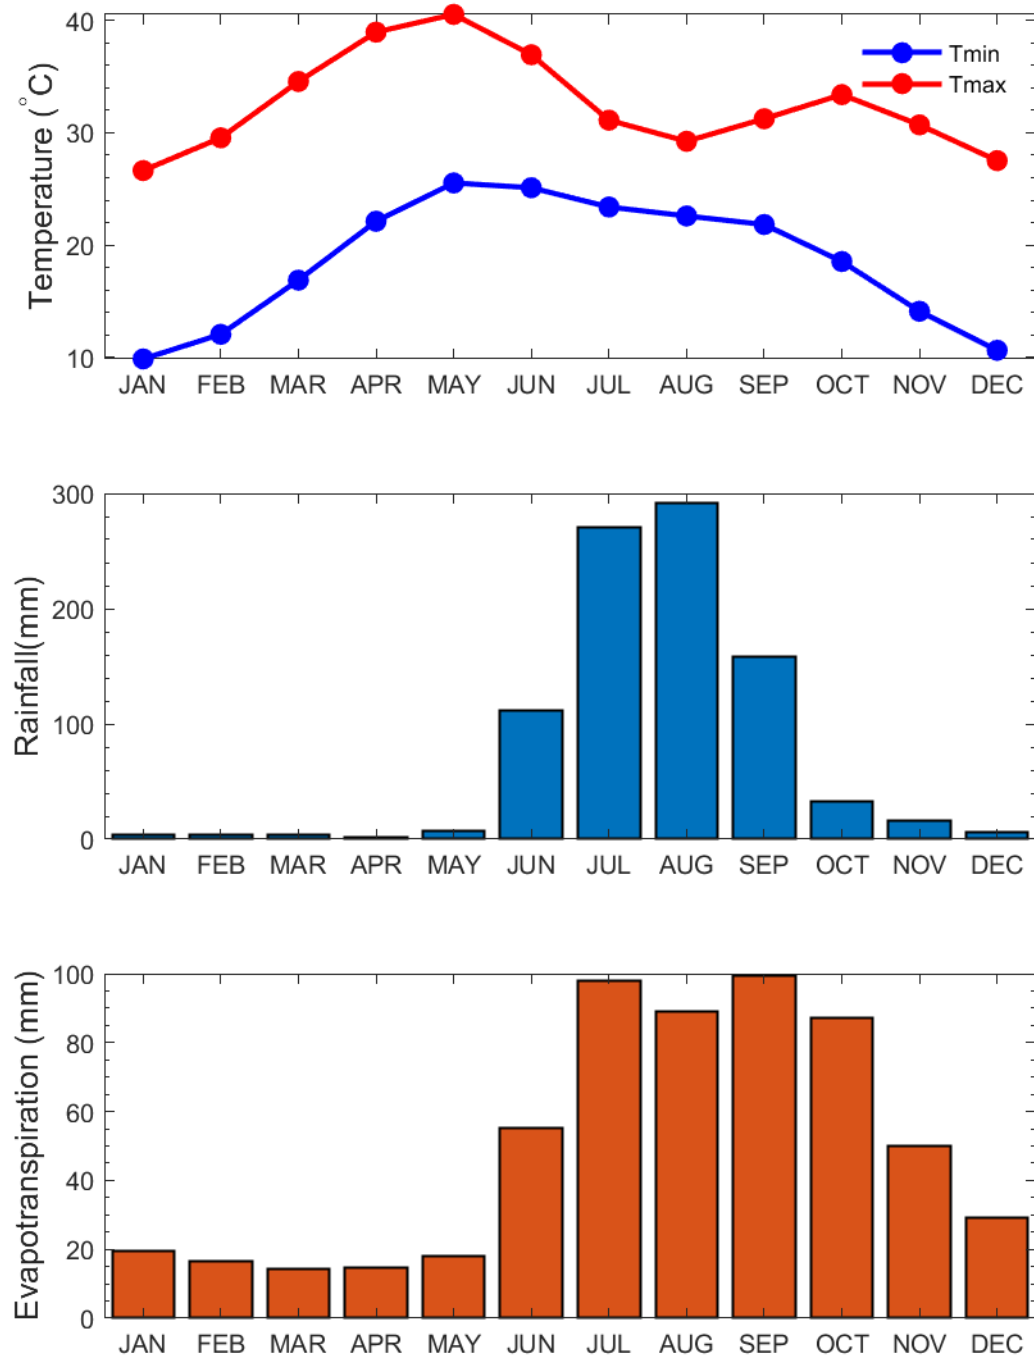 Temperature (°C)
40
30
20
10
Tmin
Tmax
JAN FEB MAR APR MAY JUN JUL AUG SEP OCT NOV DEC
Rainfall(mm)
300
200
100
0
JAN FEB MAR APR MAY JUN JUL AUG SEP OCT NOV DEC
Evapotranspiration (mm)
100
80
60
40
20
0
JAN FEB MAR APR MAY JUN JUL AUG SEP OCT NOV DEC